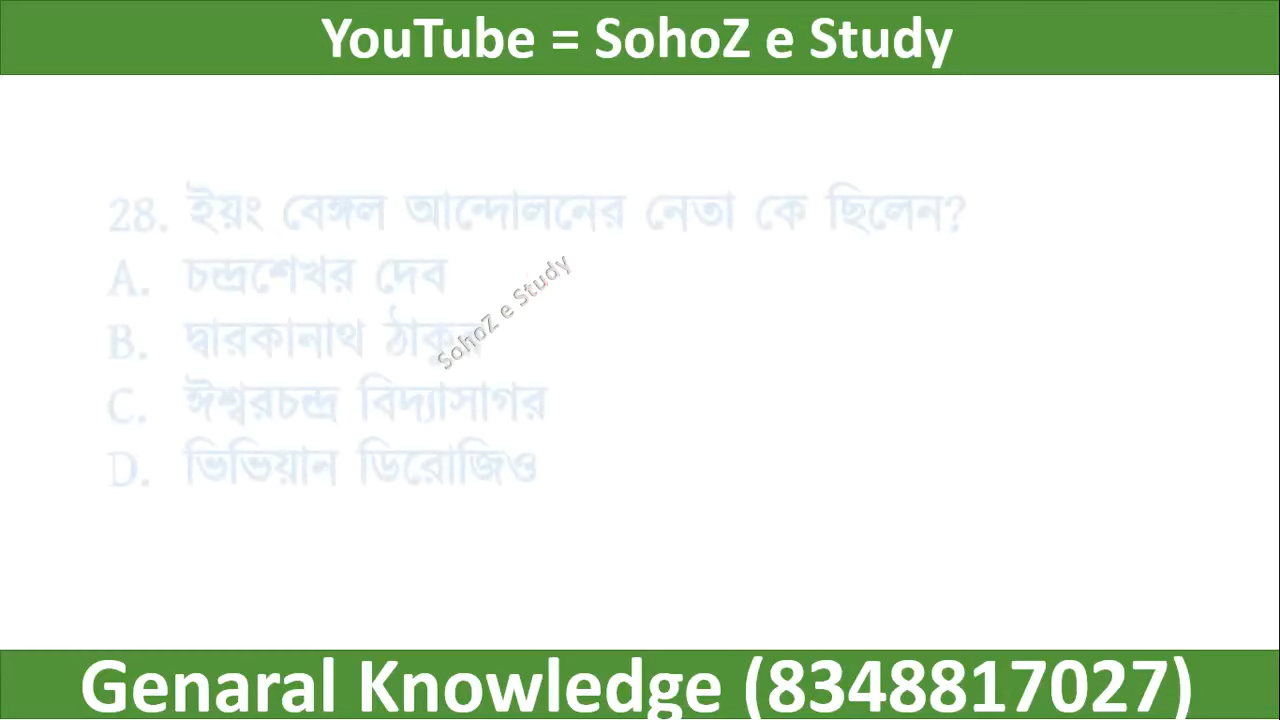 YouTube = SohoZ e Study
28. ইয়ং বেঙ্গল আন্দোলনের নেতা কে ছিলেন?
A. চন্দ্রশেখর দেব
B. দ্বারকানাথ ঠাকুর
C. ঈশ্বরচন্দ্র বিদ্যাসাগর
D. ভিভিয়ান ডিরোজিও
SohoZ e Study
Genaral Knowledge (8348817027)